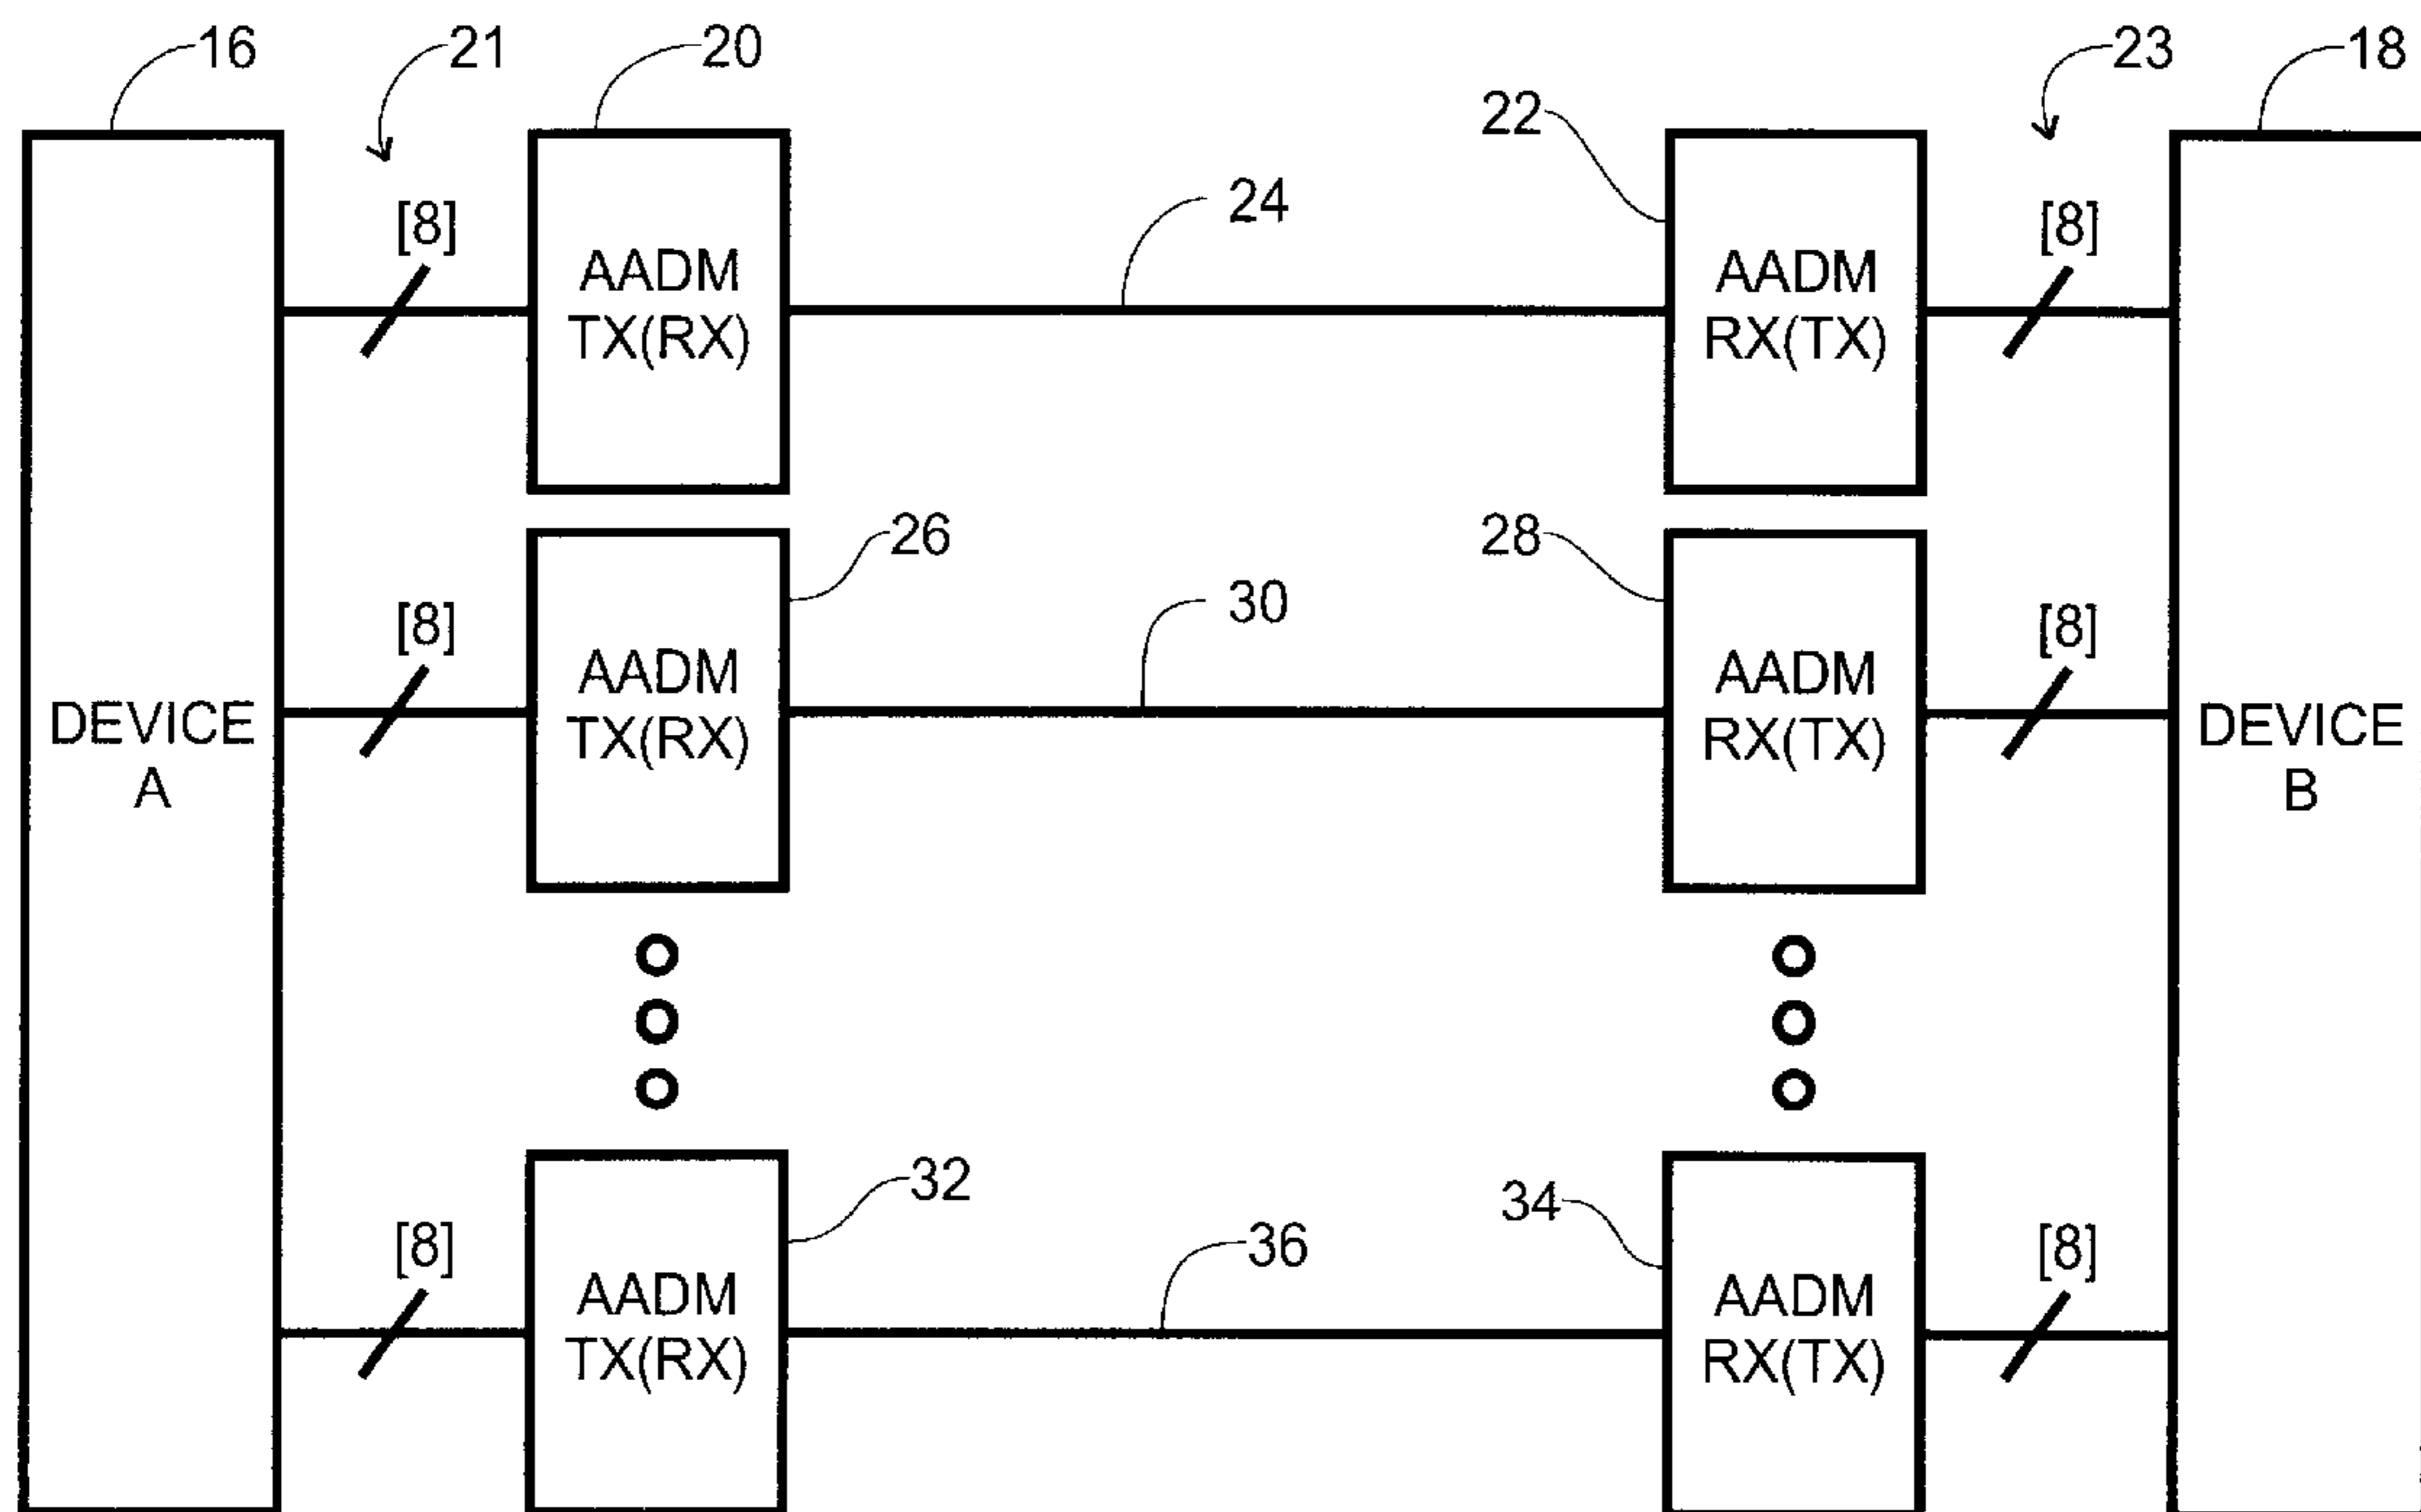 16
21
20
23
18
22
[8]
24
[8]
AADM
TX(RX)
AADM
RX(TX)
26
28
[8]
30
[8]
AADM
TX(RX)
AADM
RX(TX)
DEVICE
A
DEVICE
B
32
34
[8]
36
[8]
AADM
TX(RX)
AADM
RX(TX)